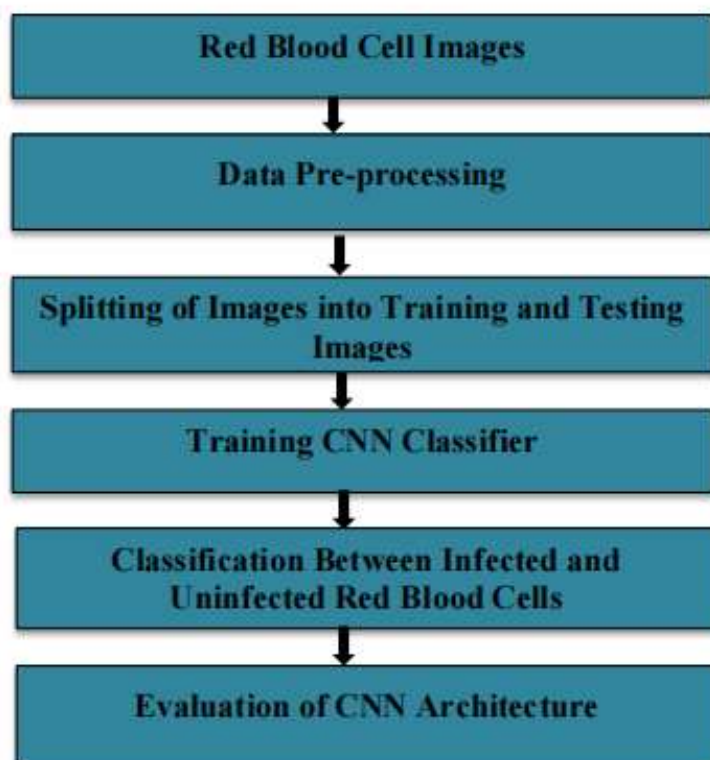 Red Blood Cell Images
Data Pre-processing
Splitting of Images into Training and Testing
Images
Training CNN Classifier
Classification Between Infected and
Uninfected Red Blood Cells
Evaluation of CNN Architecture